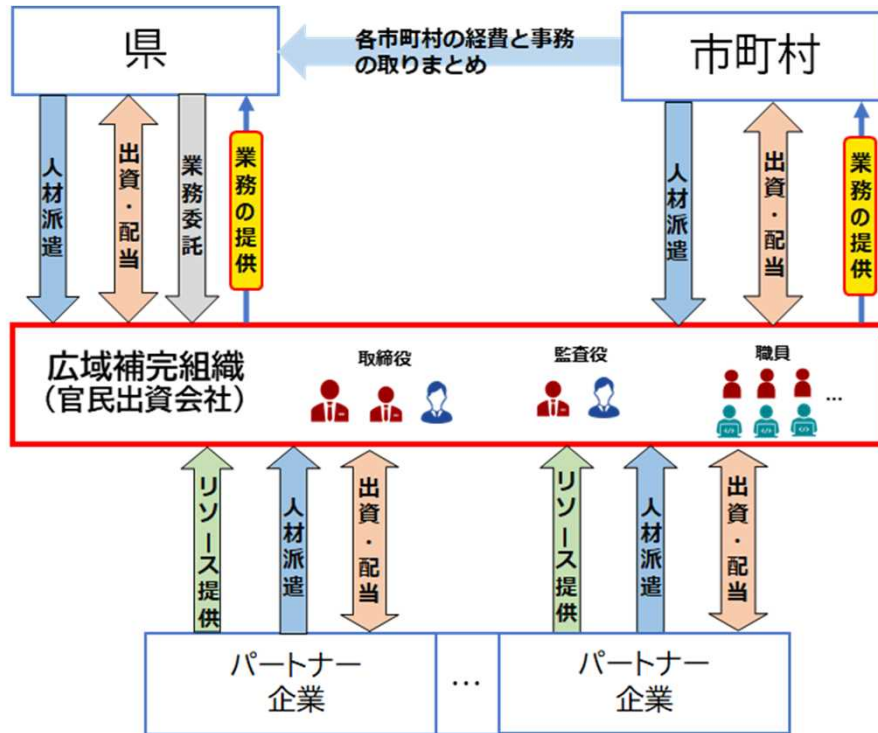 県
各市町村の経費と事務
の取りまとめ
市町村
人材派遣
出資・配当
業務委託
業務の提供
人材派遣
出資・配当
業務の提供
広域補完組織
（官民出資会社）
取締役
監査役
職員
…
リソース提供
人材派遣
出資・配当
リソース提供
人材派遣
出資・配当
パートナー
企業
…
パートナー
企業